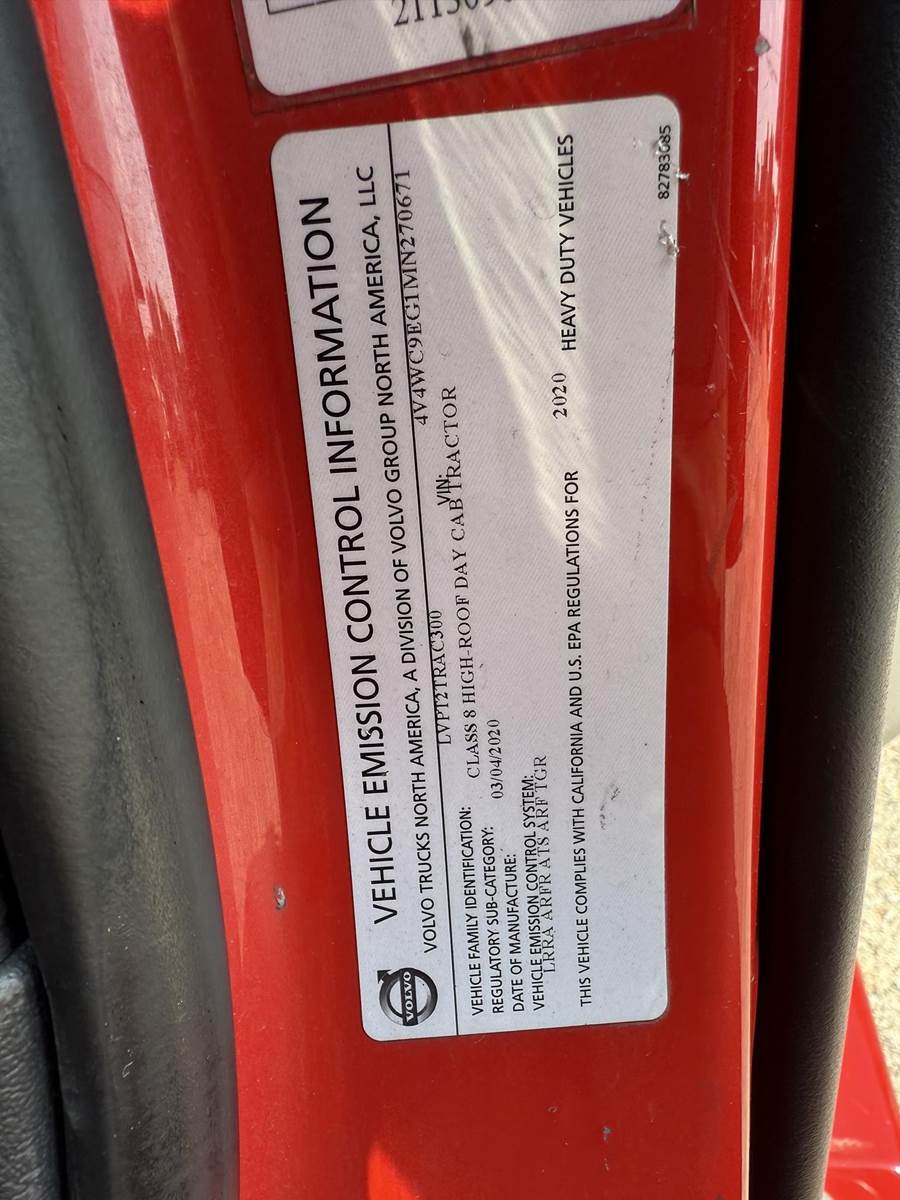 VOLVO
VEHICLE EMISSION CONTROL INFORMATION
VOLVO TRUCKS NORTH AMERICA, A DIVISION OF VOLVO GROUP NORTH AMERICA, LLC
VEHICLE FAMILY IDENTIFICATION: LVPT2TRAC300 VIN: 4V4WC9EG1MN270671
REGULATORY SUB-CATEGORY: CLASS 8 HIGH-ROOF DAY CAB TRACTOR
DATE OF MANUFACTURE: 03/04/2020
VEHICLE EMISSION CONTROL SYSTEM:
LRRA ARFR ATS ARF TGR
THIS VEHICLE COMPLIES WITH CALIFORNIA AND U.S. EPA REGULATIONS FOR 2020 HEAVY DUTY VEHICLES
82783085